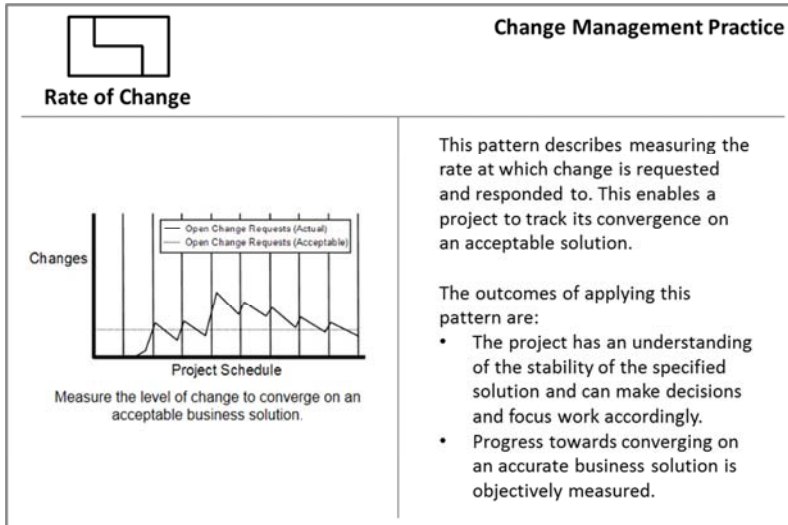 Change Management Practice
Rate of Change
Open Change Requests (Actual)
Open Change Requests (Acceptable)
Changes
Project Schedule
Measure the level of change to converge on an
acceptable business solution.
This pattern describes measuring the
rate at which change is requested
and responded to. This enables a
project to track its convergence on
an acceptable solution.
The outcomes of applying this
pattern are:
• The project has an understanding
of the stability of the specified
solution and can make decisions
and focus work accordingly.
• Progress towards converging on
an accurate business solution is
objectively measured.